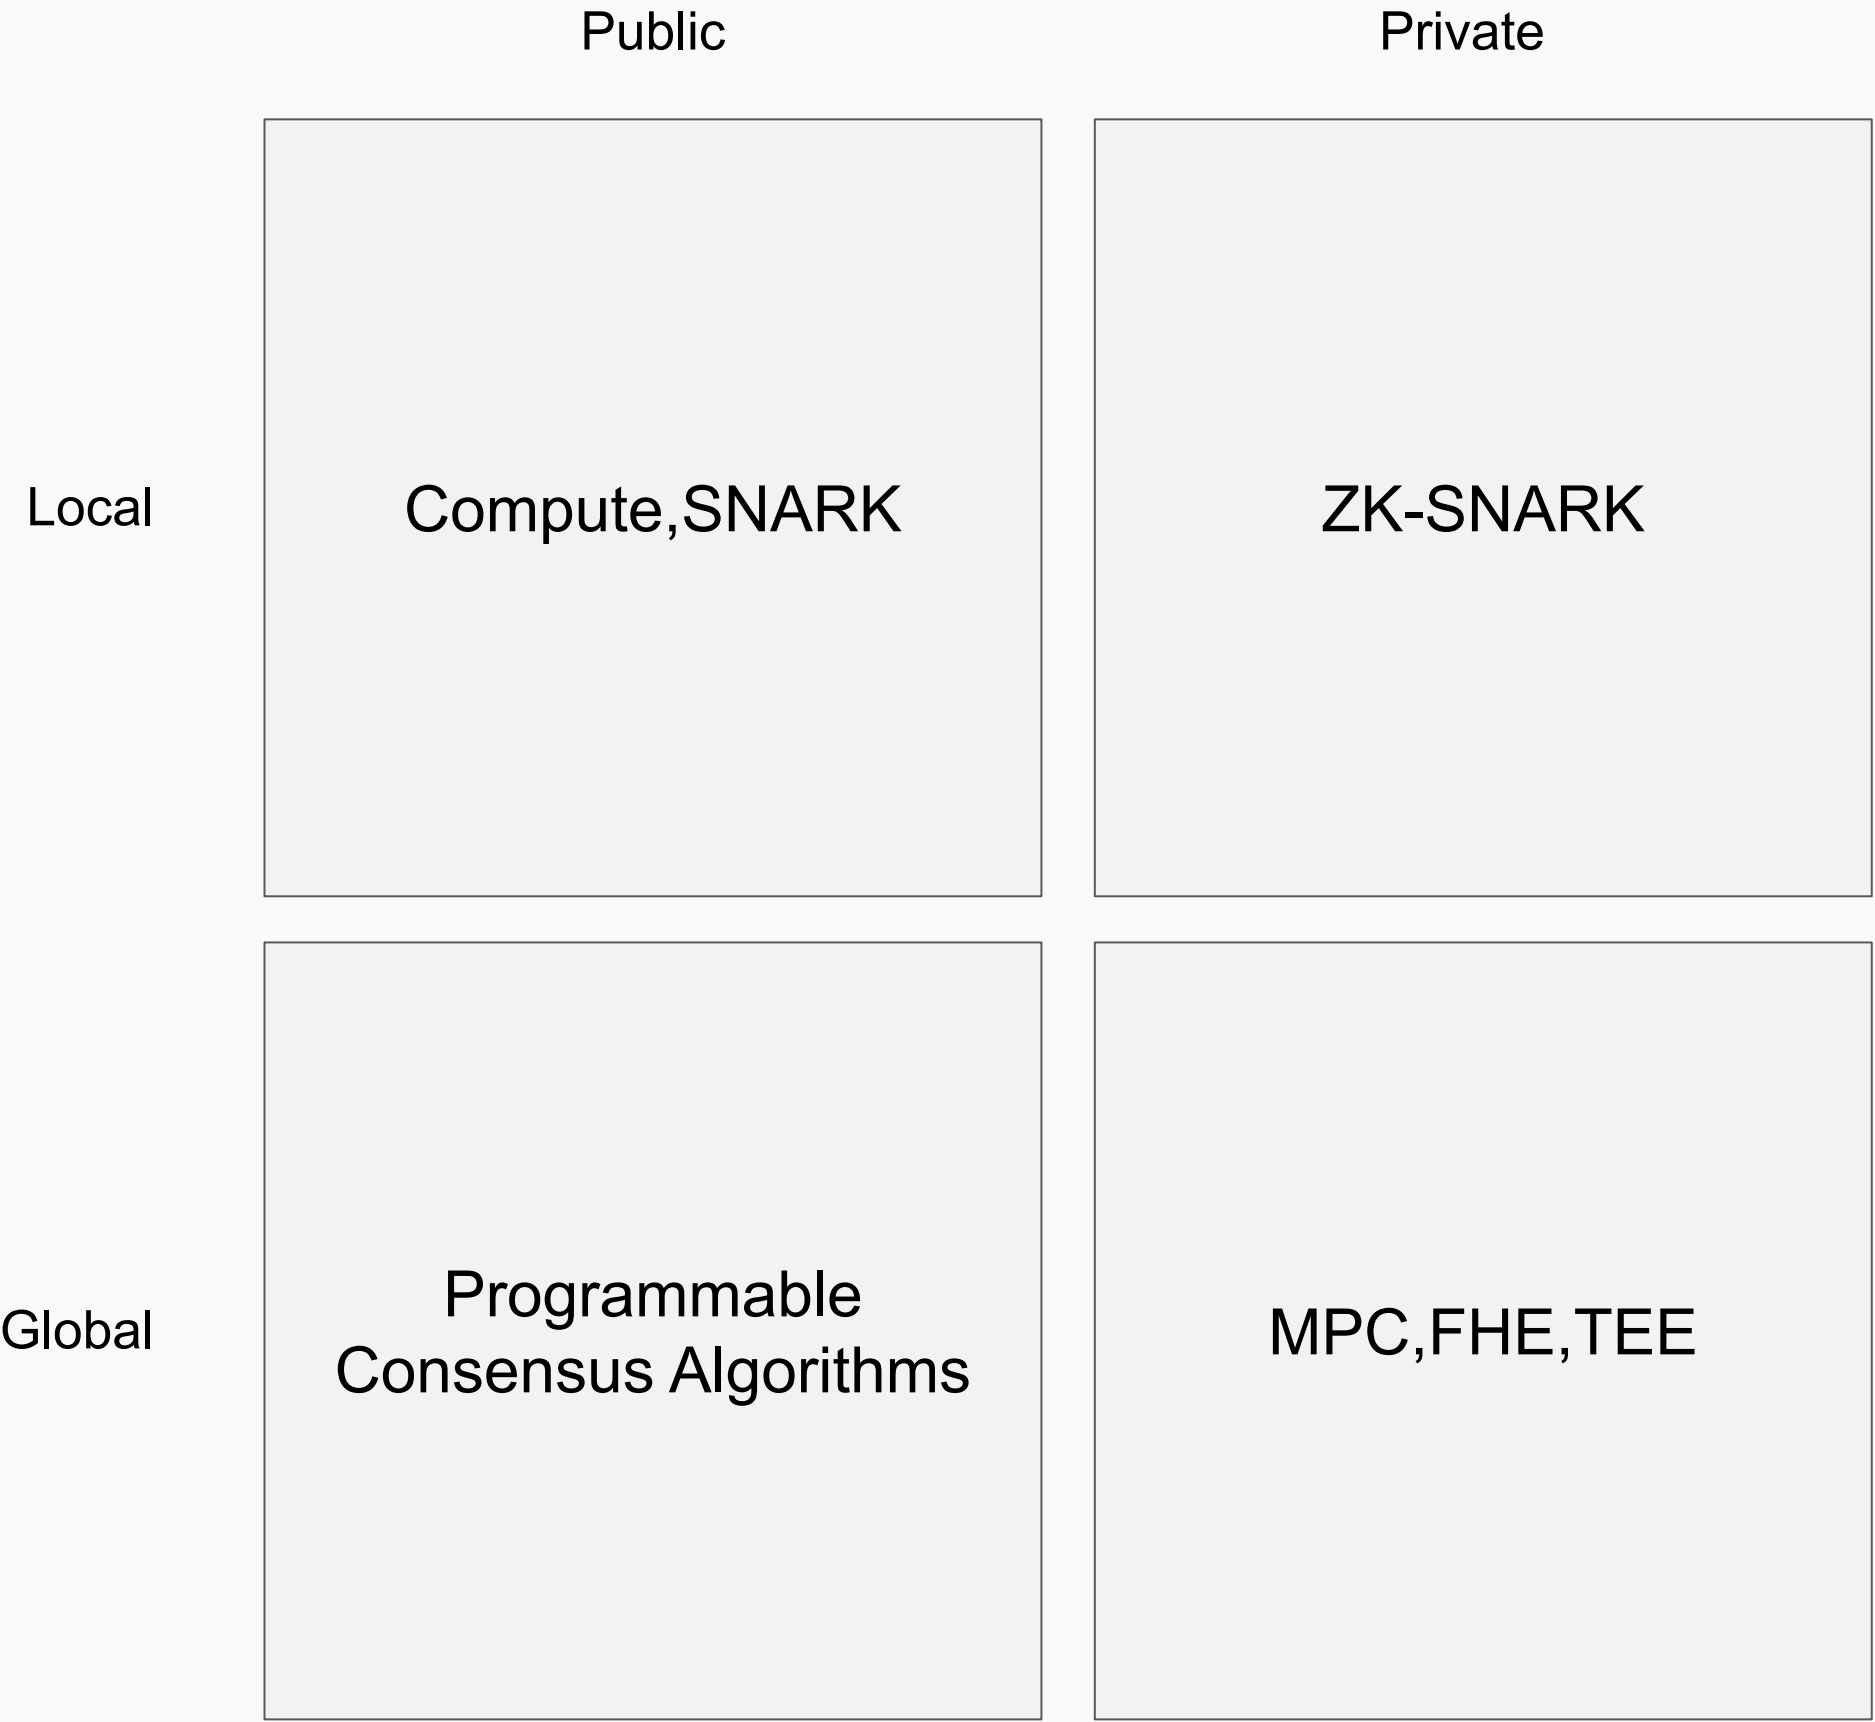 Public
Private
Local
Compute,SNARK
ZK-SNARK
Global
Programmable
Consensus Algorithms
MPC,FHE,TEE